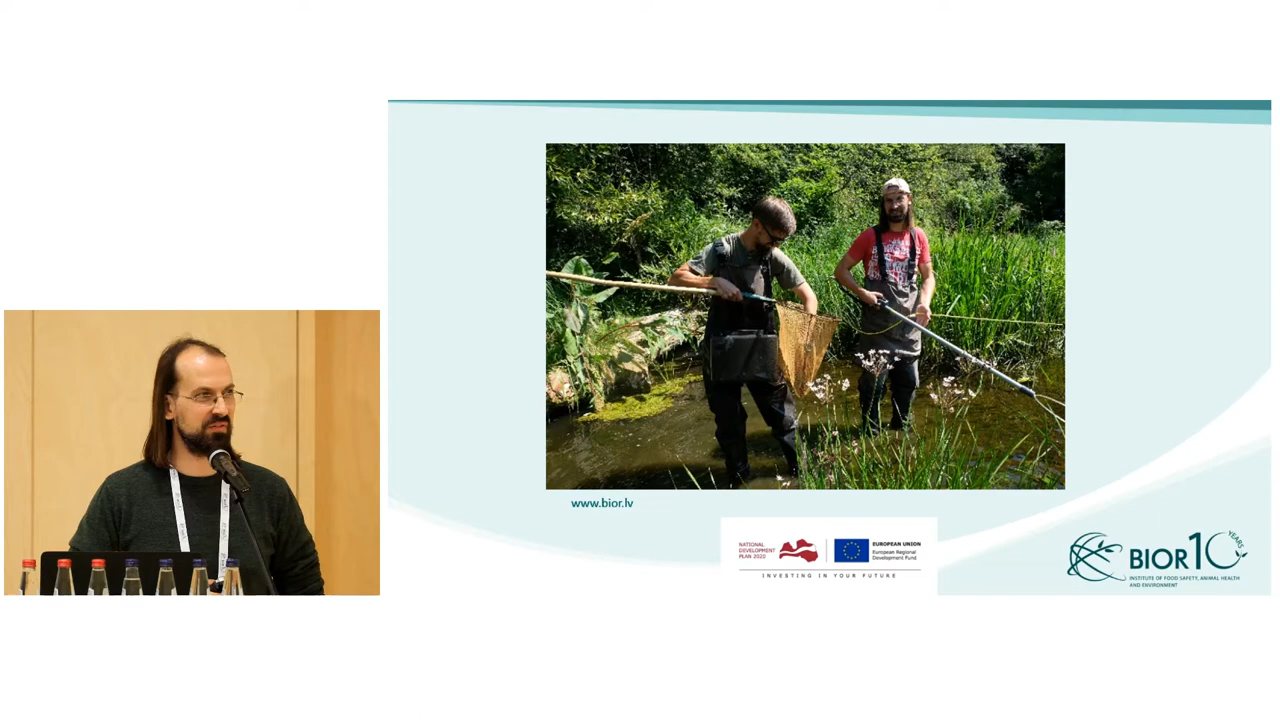 www.bior.lv
NATIONAL
DEVELOPMENT
PLAN 2020
EUROPEAN UNION
European Regional
Development Fund
INVESTING IN YOUR FUTURE
BIOR10 YEARS
INSTITUTE OF FOOD SAFETY, ANIMAL HEALTH
AND ENVIRONMENT